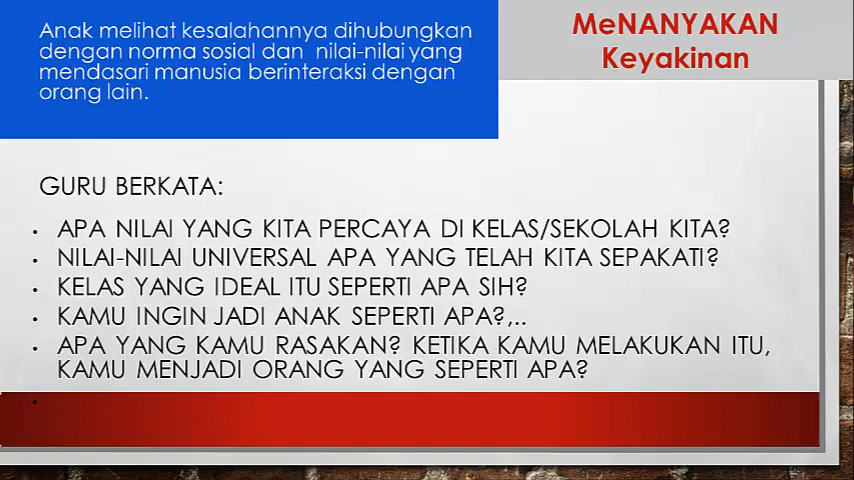 Anak melihat kesalahannya dihubungkan
dengan norma sosial dan nilai-nilai yang
mendasari manusia berinteraksi dengan
orang lain.
MeNANYAKAN
Keyakinan
GURU BERKATA:
• APA NILAI YANG KITA PERCAYA DI KELAS/SEKOLAH KITA?
• NILAI-NILAI UNIVERSAL APA YANG TELAH KITA SEPAKATI?
• KELAS YANG IDEAL ITU SEPERTI APA SIH?
• KAMU INGIN JADI ANAK SEPERTI APA?,..
• APA YANG KAMU RASAKAN? KETIKA KAMU MELAKUKAN ITU,
KAMU MENJADI ORANG YANG SEPERTI APA?